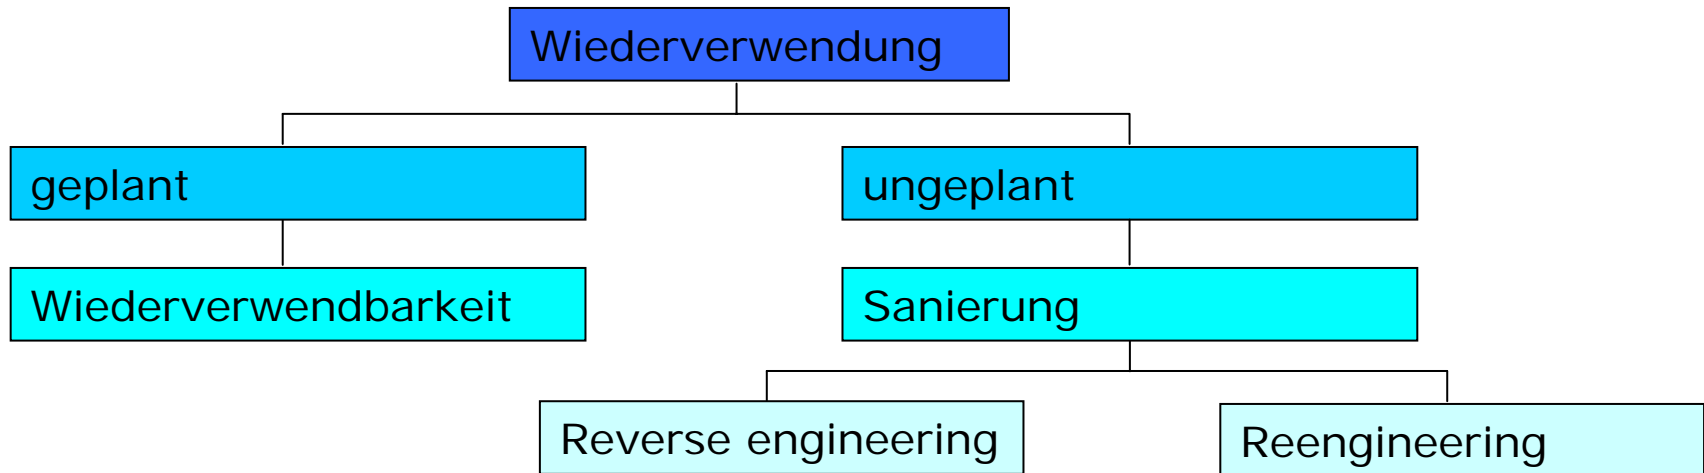 Wiederverwendung
geplant
ungeplant
Wiederverwendbarkeit
Sanierung
Reverse engineering
Reengineering